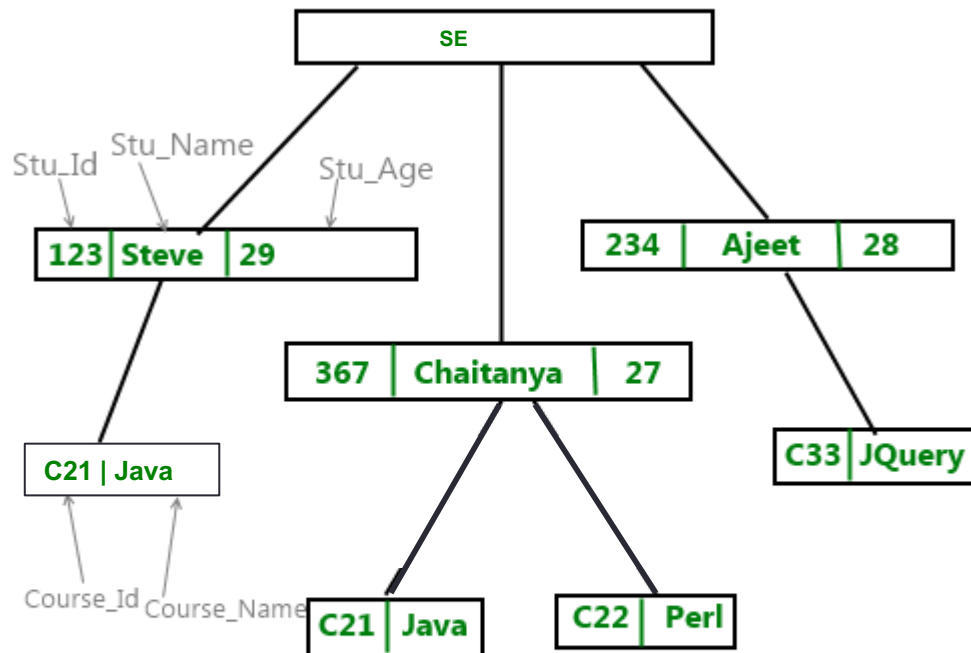 SE
Stu_Id
Stu_Name
Stu_Age
123 Steve 29
234 Ajeet 28
367 Chaitanya 27
C21 | Java
C33 JQuery
Course_Id
Course_Name
C21 Java
C22 Perl